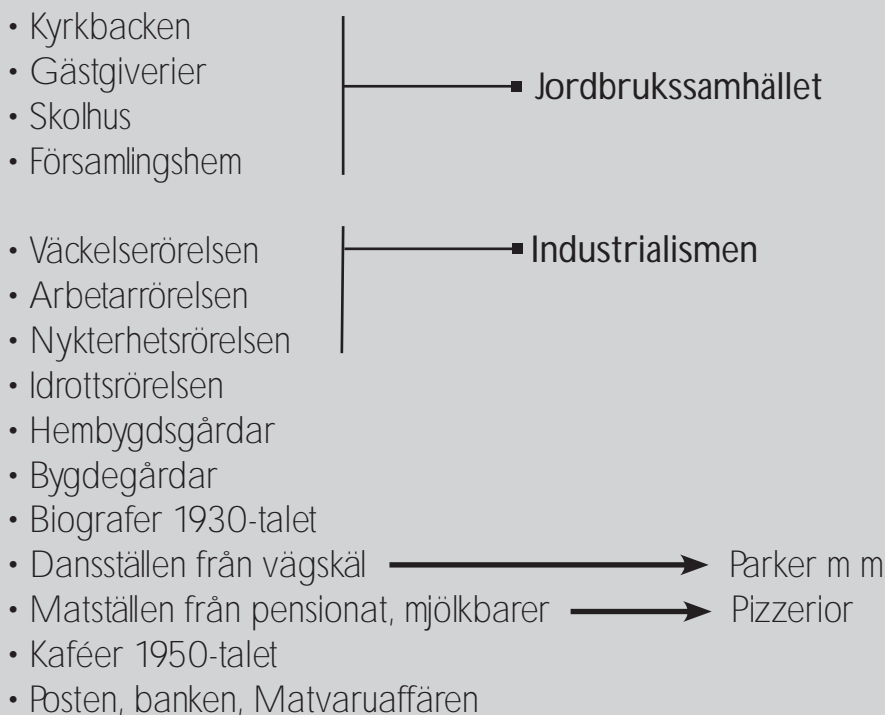 • Kyrkbacken
• Gästgiverier
• Skolhus
• Församlingshem
Jordbrukssamhället
• Väckelserörelsen
• Arbetarrörelsen
• Nykterhetsrörelsen
Industrialismen
• Idrottsrörelsen
• Hembygdsgårdar
• Bygdegårdar
• Biografer 1930-talet
• Dansställen från vägskäl Parker m m
• Matställen från pensionat, mjölkbarer Pizzerior
• Kaféer 1950-talet
• Posten, banken, Matvaruaffären